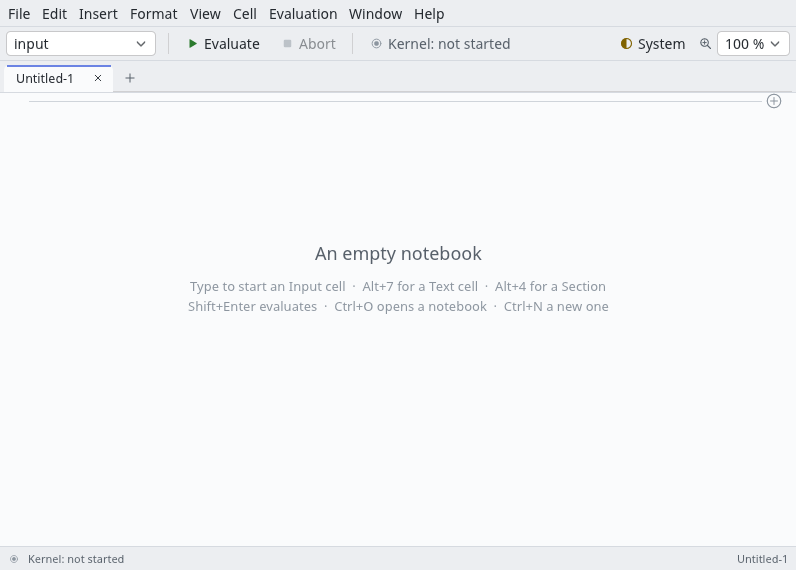 File Edit Insert Format View Cell Evaluation Window Help
input Evaluate Abort Kernel: not started System 100 %
Untitled-1
An empty notebook
Type to start an Input cell · Alt+7 for a Text cell · Alt+4 for a Section
Shift+Enter evaluates · Ctrl+O opens a notebook · Ctrl+N a new one
Kernel: not started Untitled-1